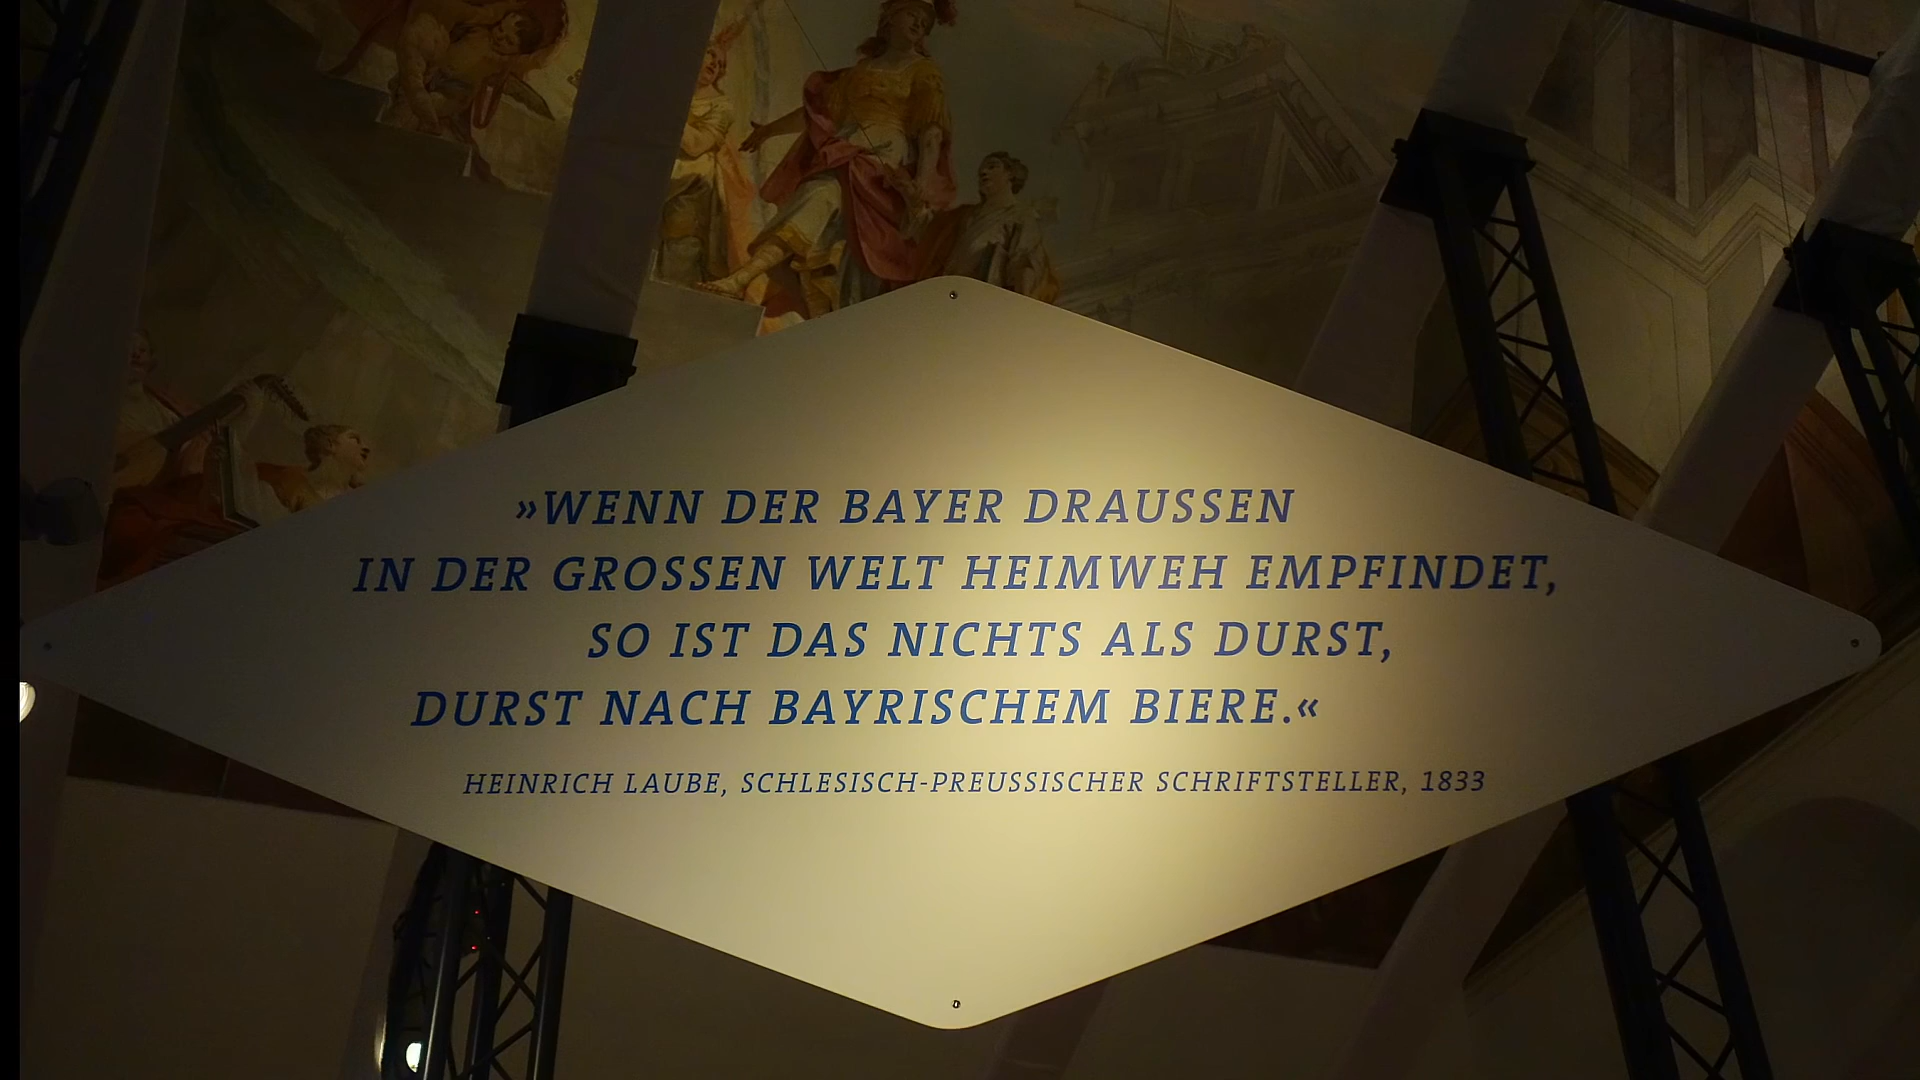 »WENN DER BAYER DRAUSSEN
IN DER GROSSEN WELT HEIMWEH EMPFINDET,
SO IST DAS NICHTS ALS DURST,
DURST NACH BAYRISCHEM BIERE.«
HEINRICH LAUBE, SCHLESISCH-PREUSSISCHER SCHRIFTSTELLER, 1833